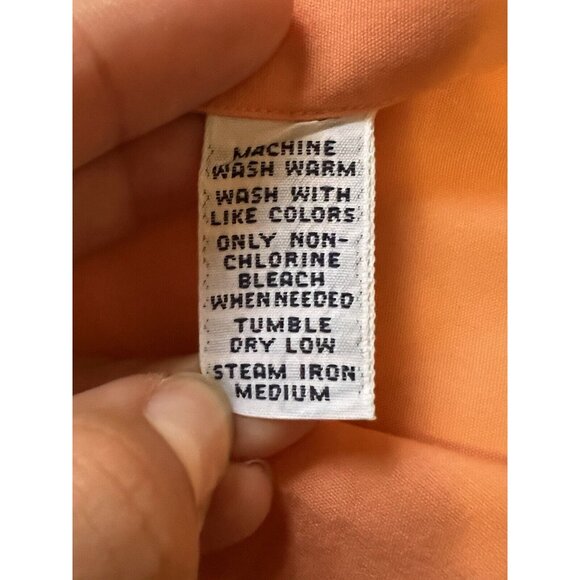 MACHINE
WASH WARM
WASH WITH
LIKE COLORS
ONLY NON-
CHLORINE
BLEACH
WHEN NEEDED
TUMBLE
DRY LOW
STEAM IRON
MEDIUM